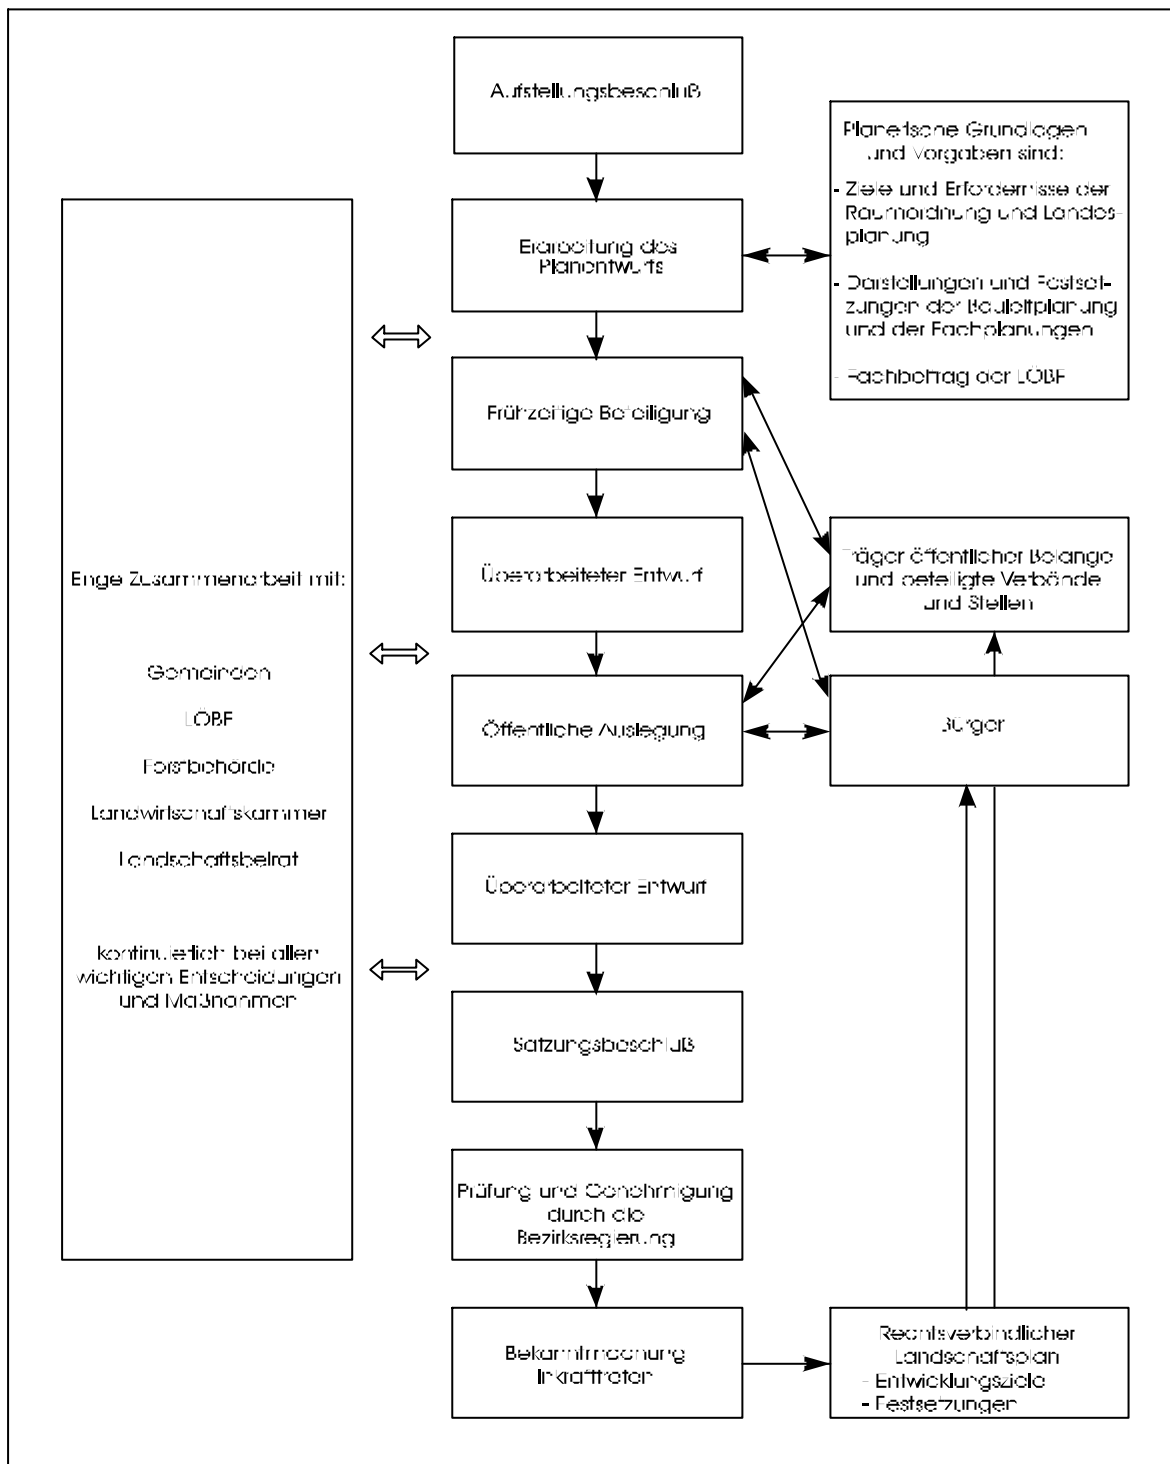 Aufstellungsbeschluß
Planerische Grundlagen
und Vorgaben sind:
- Ziele und Erfordernisse der
Raumordnung und Landes-
planung
- Darstellungen und Festset-
zungen der Bauleitplanung
und der Fachplanungen
- Fachbeitrag der LÖBF
Erarbeitung des
Planentwurfs
Frühzeitige Beteiligung
Überarbeiteter Entwurf
Träger öffentlicher Belange
und beteiligte Verbände
und Stellen
Enge Zusammenarbeit mit:
Gemeinden
LÖBF
Forstbehörde
Landwirtschaftskammer
Landschaftsbeirat
kontinuierlich bei allen
wichtigen Entscheidungen
und Maßnahmen
Öffentliche Auslegung
Bürger
Überarbeiteter Entwurf
Satzungsbeschluß
Prüfung und Genehmigung
durch die
Bezirksregierung
Bekanntmachung
Inkrafttreten
Rechtsverbindlicher
Landschaftsplan
- Entwicklungsziele
- Festsetzungen